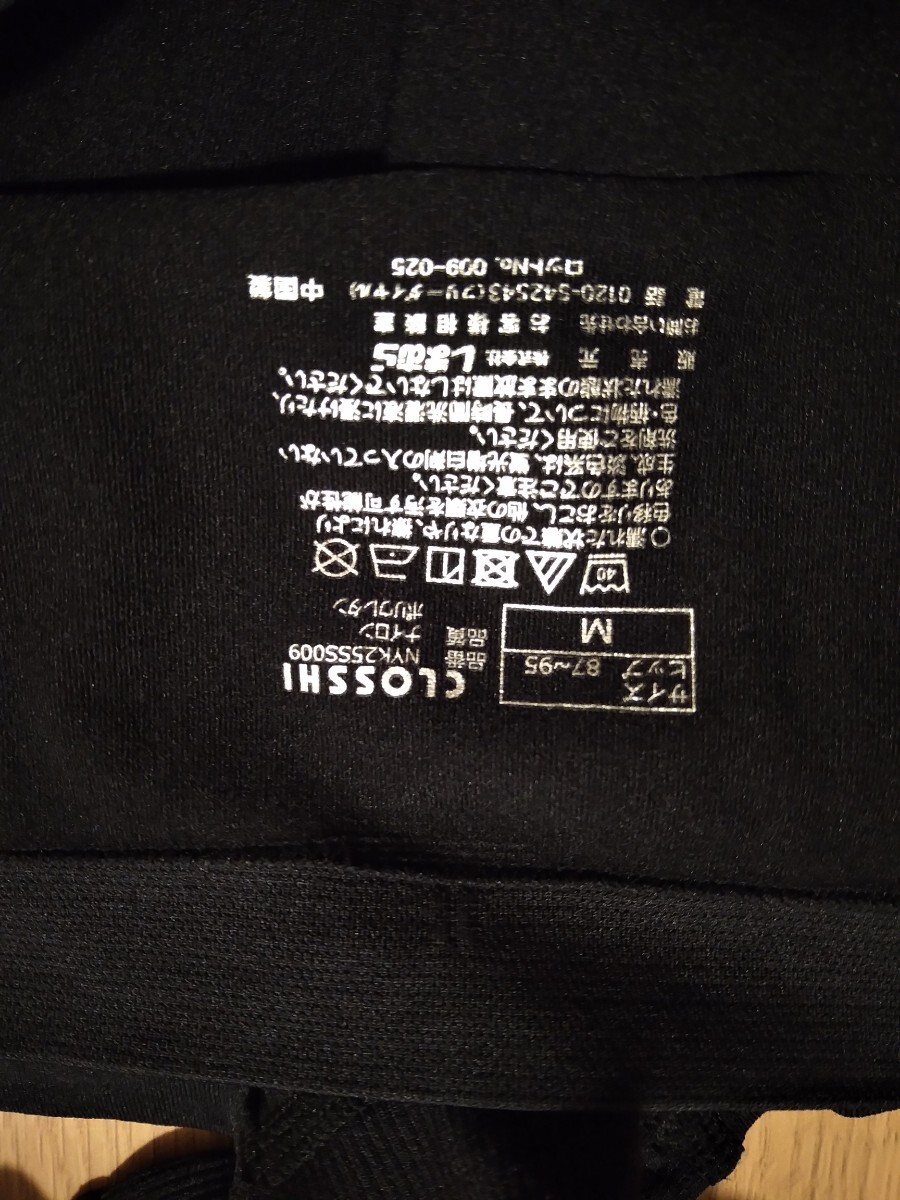 サイズ
ヒップ 87~95
M
CLOSSHI
品番 NYK25SS009
品質 ナイロン
ポリウレタン
40
○濡れた状態での重なりや、擦れにより
色移りをおこし、他の衣類を汚す可能性が
ありますのでご注意ください。
生成、淡色系は、蛍光増白剤の入っていない
洗剤をご使用ください。
色・柄物について、長時間洗濯液に浸けたり、
濡れた状態のまま放置はしないでください。
販売元 株式会社 しまむら
お問い合わせ先 お客様相談室
電話 0120-542543(フリーダイヤル) 中国製
ロットNo. 009-025